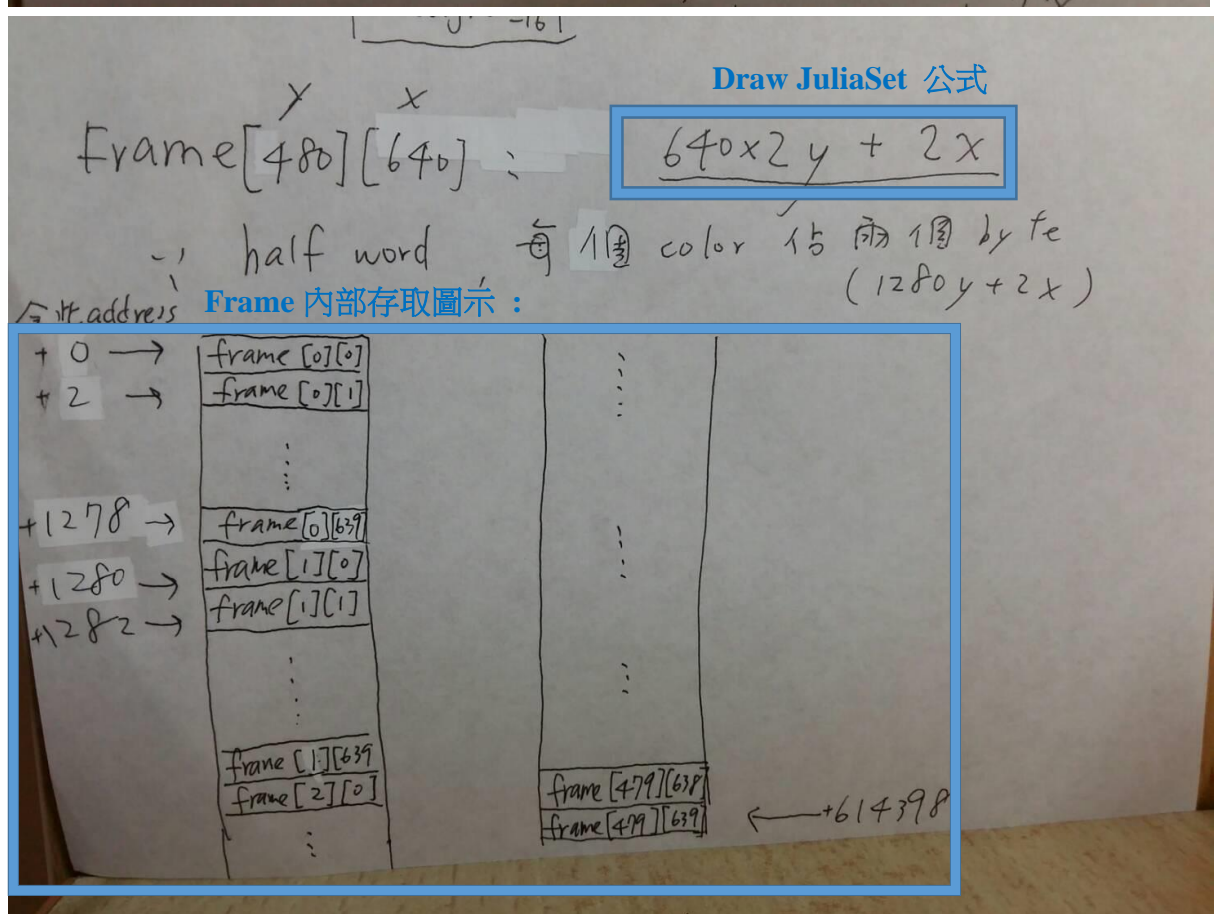 -16
Draw JuliaSet 公式
y x
Frame[480][640] : 640x2y + 2x
∵ half word, 每個 color 佔兩個 byte
(1280y+2x)
address
Frame 內部存取圖示 :
+ 0 → frame [0][0]
+ 2 → frame [0][1]
+1278 → frame[0][639]
+1280 → frame[1][0]
+1282 → frame[1][1]
frame [1][639
frame[2][0]
frame[479][638]
frame[479][639] ← +614398